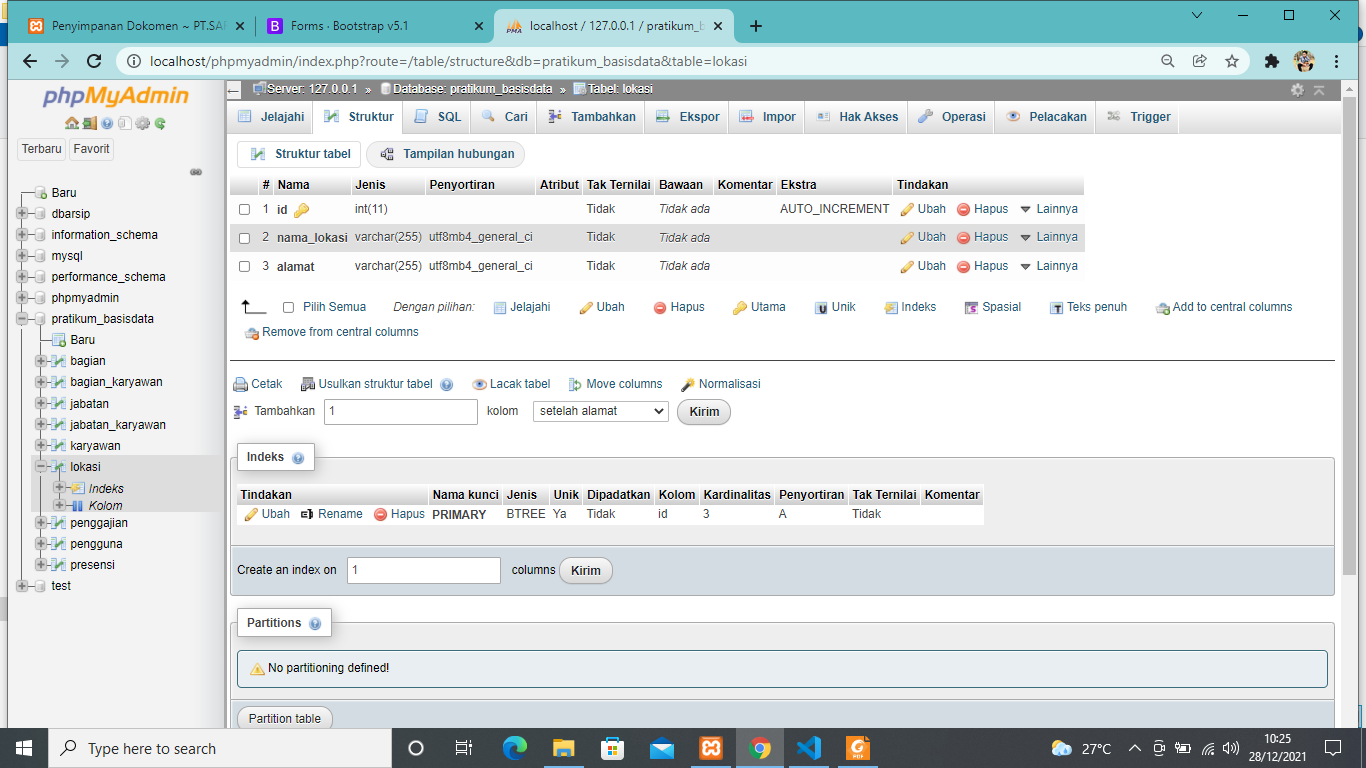 Penyimpanan Dokomen ~ PT.SAF
Forms · Bootstrap v5.1
localhost / 127.0.0.1 / pratikum_b
localhost/phpmyadmin/index.php?route=/table/structure&db=pratikum_basisdata&table=lokasi
phpMyAdmin
Terbaru Favorit
Baru
dbarsip
information_schema
mysql
performance_schema
phpmyadmin
pratikum_basisdata
Baru
bagian
bagian_karyawan
jabatan
jabatan_karyawan
karyawan
lokasi
Indeks
Kolom
penggajian
pengguna
presensi
test
Server: 127.0.0.1 » Database: pratikum_basisdata » Tabel: lokasi
Jelajahi Struktur SQL Cari Tambahkan Ekspor Impor Hak Akses Operasi Pelacakan Trigger
Struktur tabel Tampilan hubungan
# Nama Jenis Penyortiran Atribut Tak Ternilai Bawaan Komentar Ekstra Tindakan
1 id int(11) Tidak Tidak ada AUTO_INCREMENT Ubah Hapus Lainnya
2 nama_lokasi varchar(255) utf8mb4_general_ci Tidak Tidak ada Ubah Hapus Lainnya
3 alamat varchar(255) utf8mb4_general_ci Tidak Tidak ada Ubah Hapus Lainnya
Pilih Semua Dengan pilihan: Jelajahi Ubah Hapus Utama Unik Indeks Spasial Teks penuh Add to central columns
Remove from central columns
Cetak Usulkan struktur tabel Lacak tabel Move columns Normalisasi
Tambahkan 1 kolom setelah alamat Kirim
Indeks
Tindakan Nama kunci Jenis Unik Dipadatkan Kolom Kardinalitas Penyortiran Tak Ternilai Komentar
Ubah Rename Hapus PRIMARY BTREE Ya Tidak id 3 A Tidak
Create an index on 1 columns Kirim
Partitions
No partitioning defined!
Partition table
Type here to search
27°C
10:25
28/12/2021